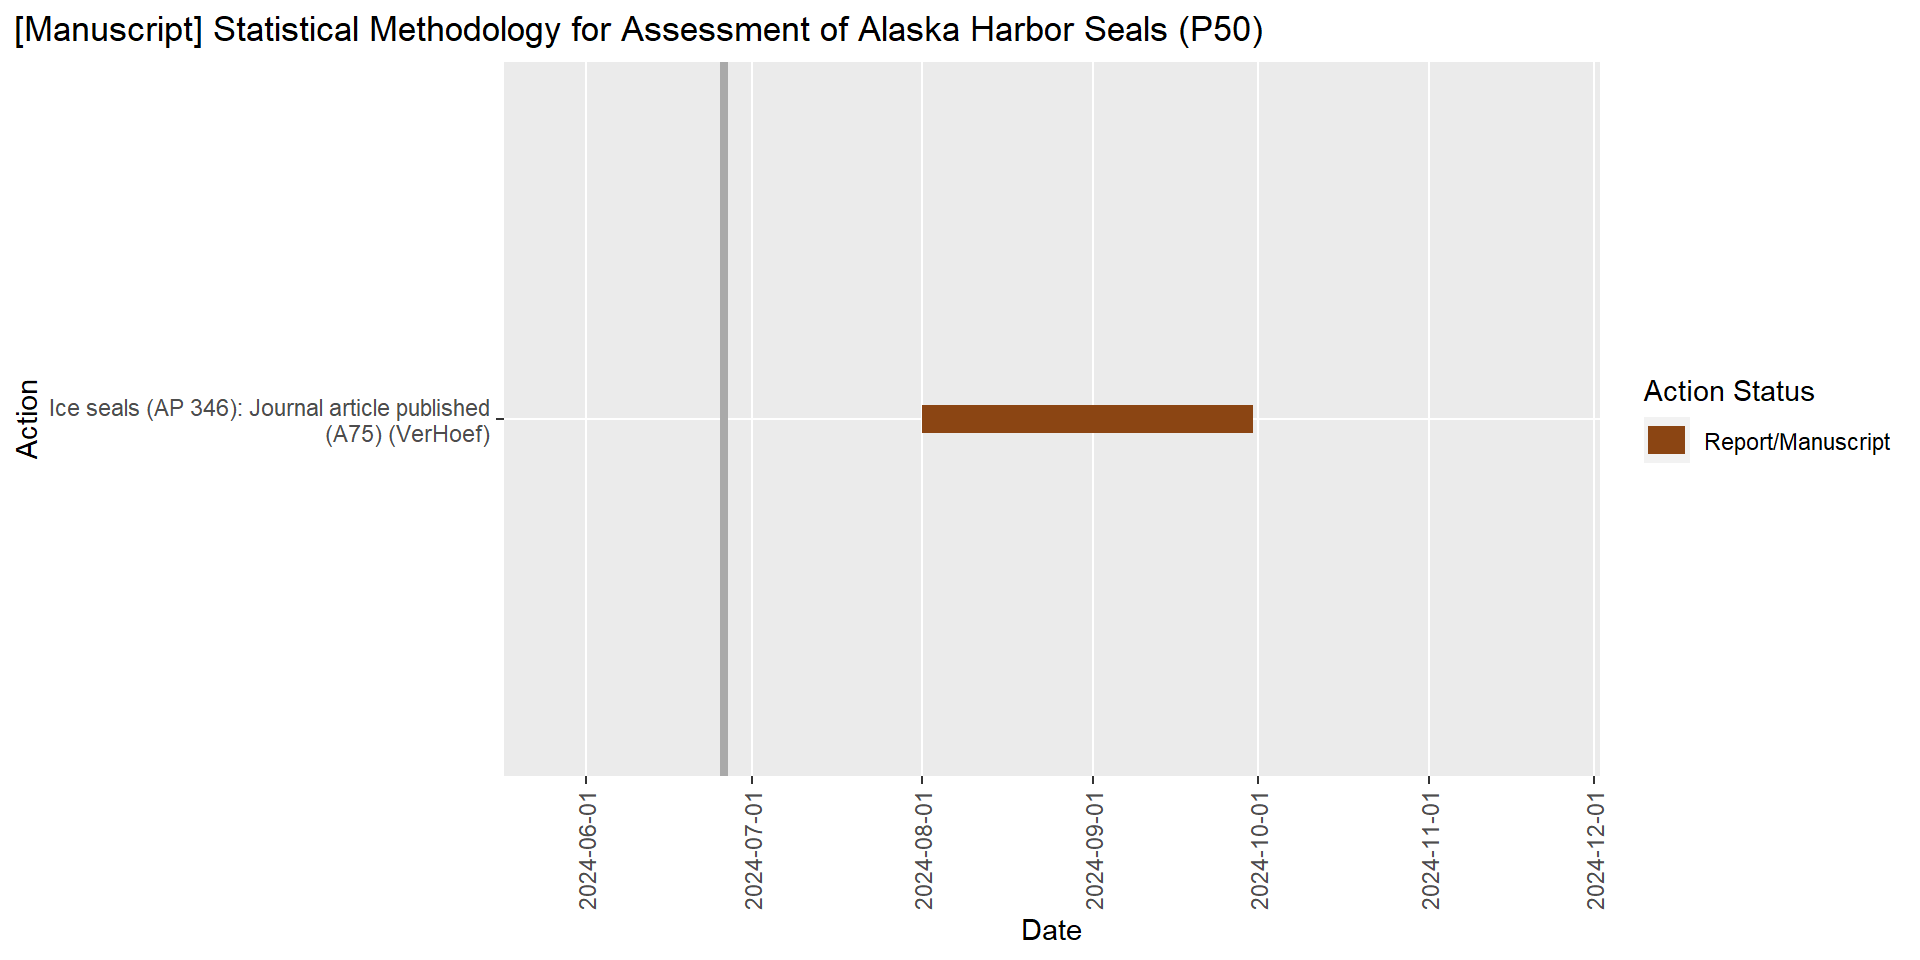 [Manuscript] Statistical Methodology for Assessment of Alaska Harbor Seals (P50)
Action
Ice seals (AP 346): Journal article published
(A75) (VerHoef)
2024-06-01
2024-07-01
2024-08-01
2024-09-01
2024-10-01
2024-11-01
2024-12-01
Date
Action Status
Report/Manuscript